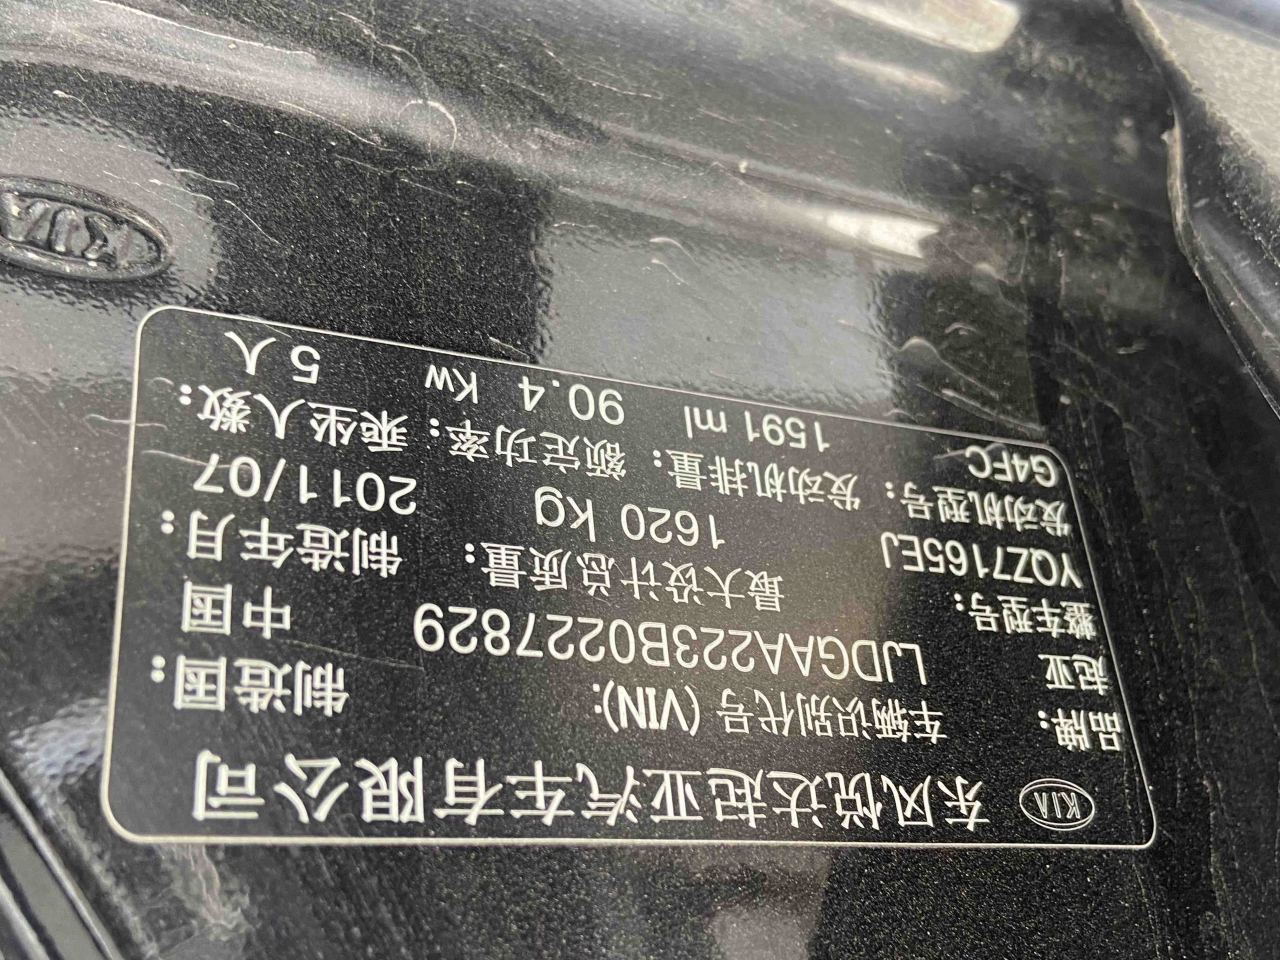 KIA 东风悦达起亚汽车有限公司
品牌: 车辆识别代号 (VIN): 制造国:
起亚 LJDGAA223B0227829 中国
整车型号: 最大设计总质量: 制造年月:
YQZ7165EJ 1620 Kg 2011/07
发动机型号: 发动机排量: 额定功率: 乘坐人数:
G4FC 1591 ml 90.4 Kw 5 人
KIA